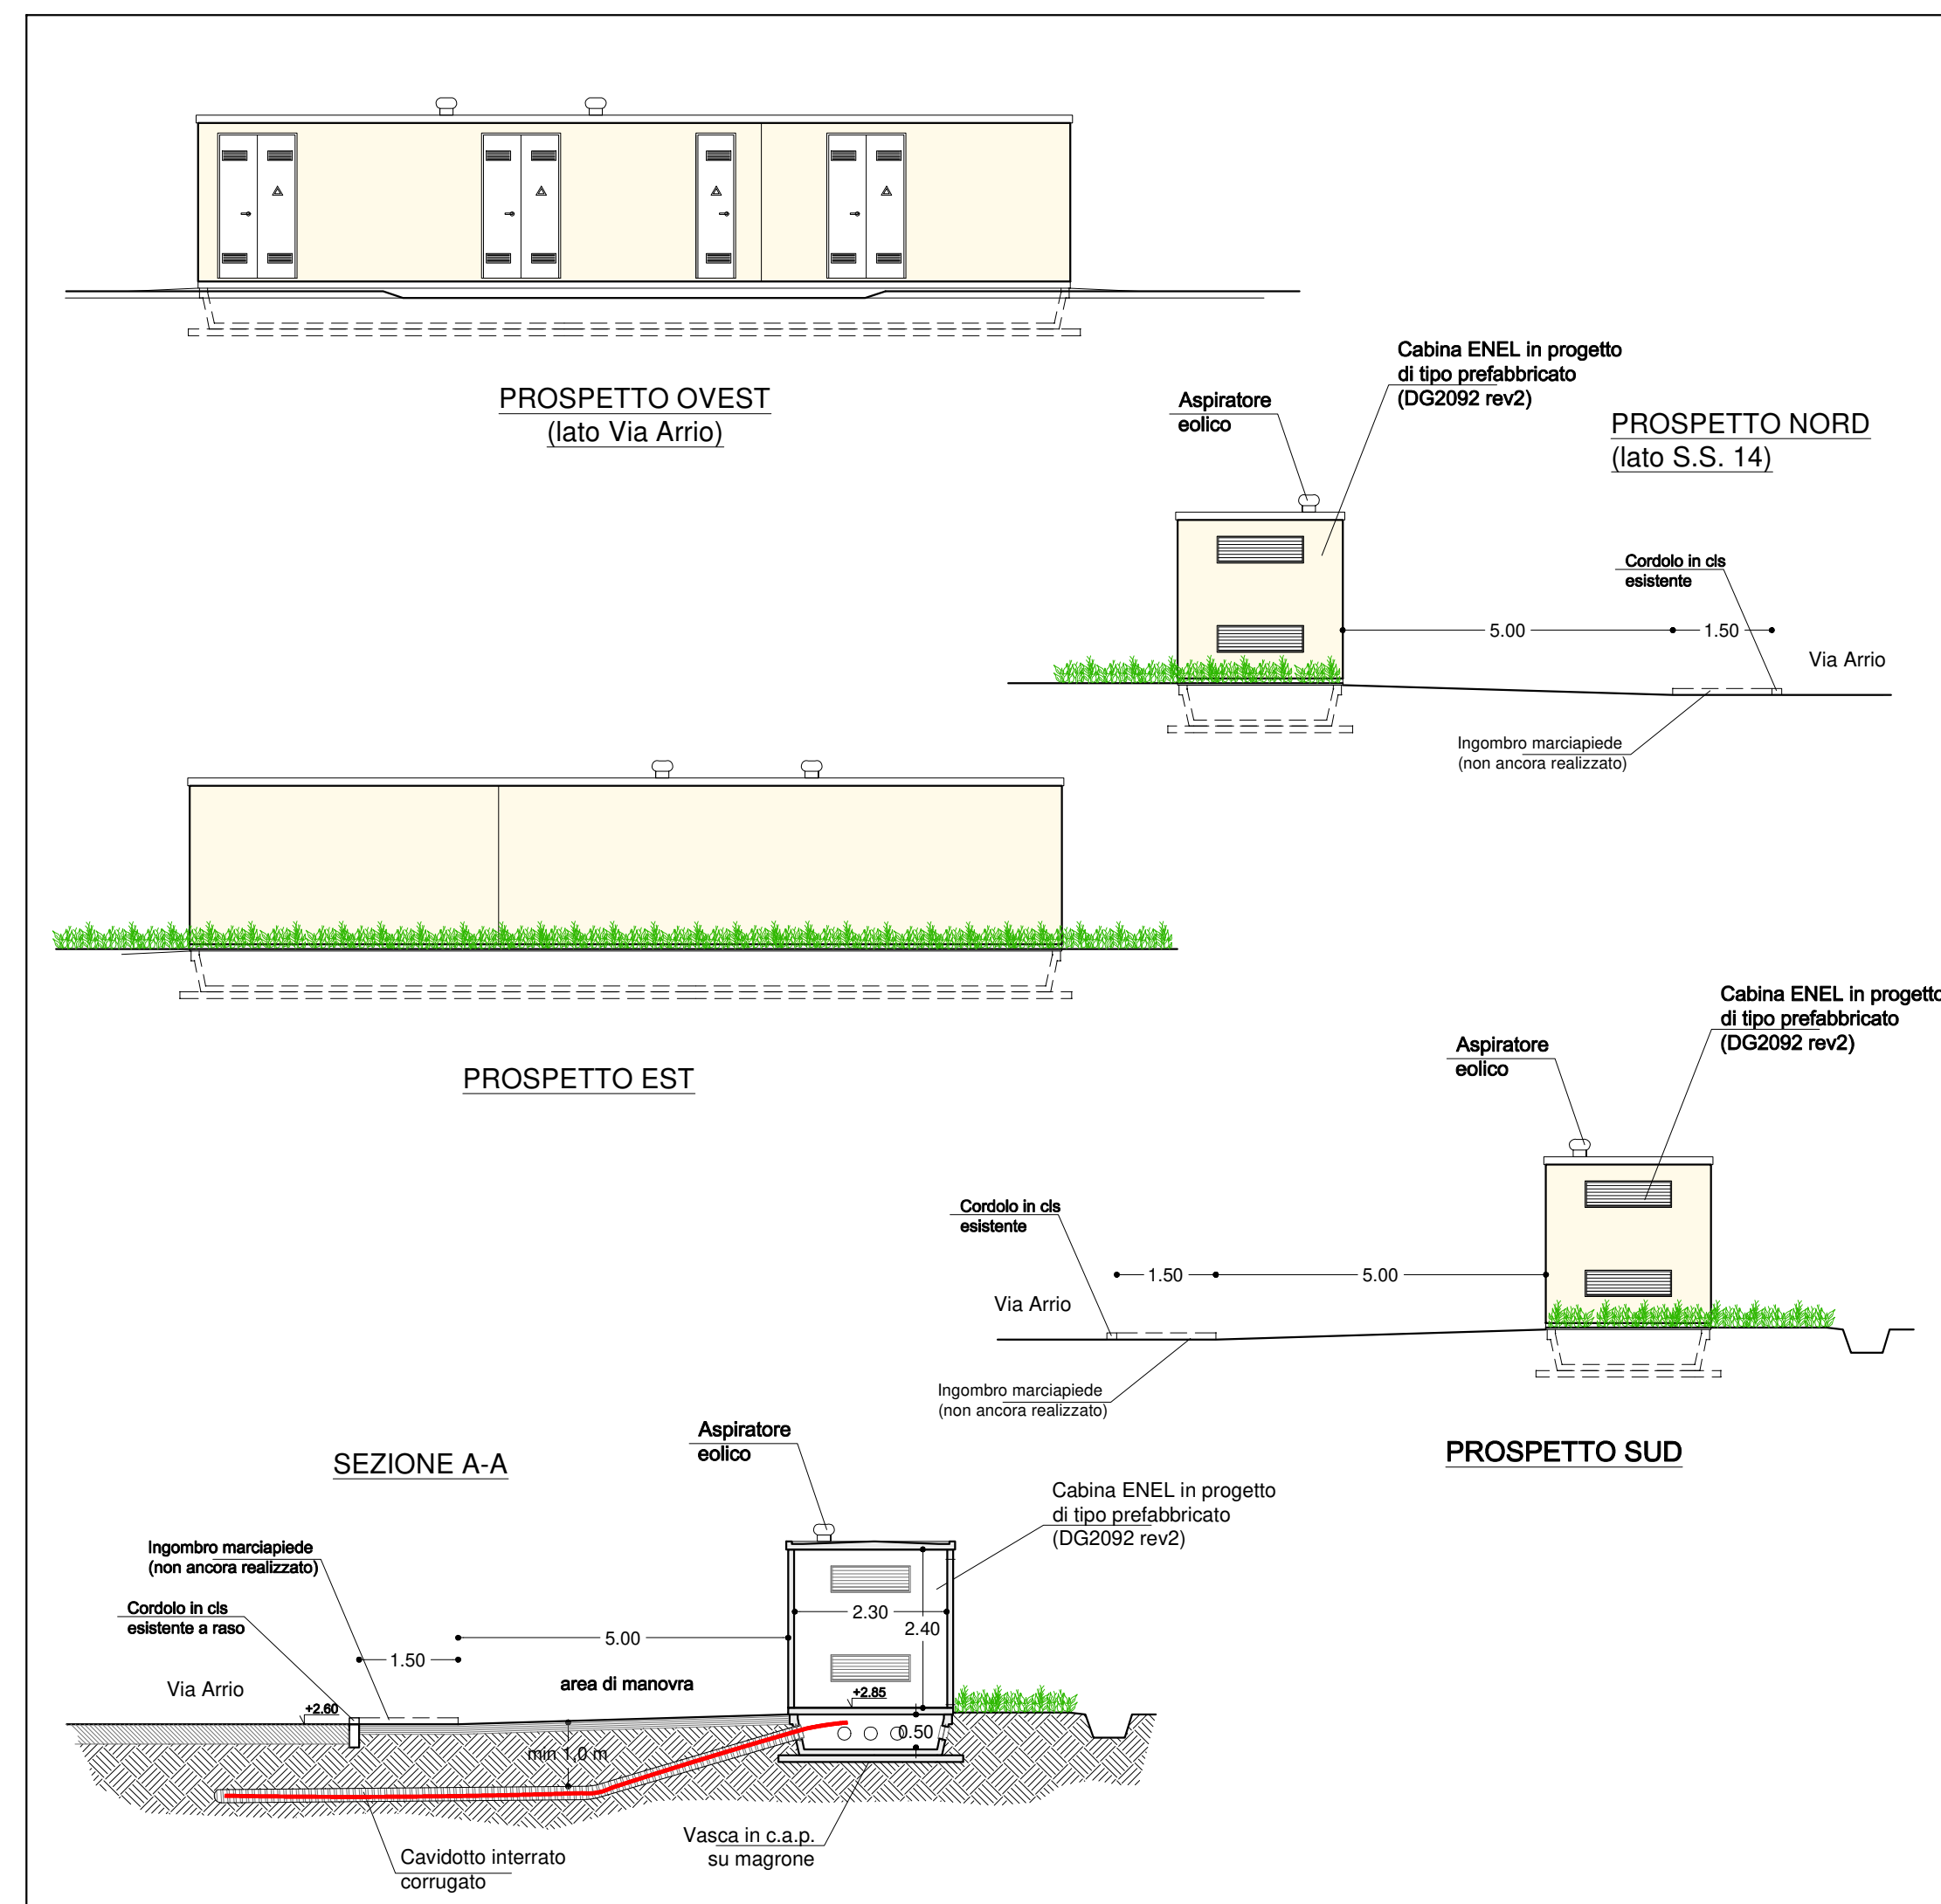 PROSPETTO OVEST
(lato Via Arrio)
Cabina ENEL in progetto
di tipo prefabbricato
(DG2092 rev2)
Aspiratore
eolico
PROSPETTO NORD
(lato S.S. 14)
Cordolo in cls
esistente
5.00
1.50
Via Arrio
Ingombro marciapiede
(non ancora realizzato)
PROSPETTO EST
Cabina ENEL in progetto
di tipo prefabbricato
(DG2092 rev2)
Aspiratore
eolico
Cordolo in cls
esistente
1.50
5.00
Via Arrio
Ingombro marciapiede
(non ancora realizzato)
PROSPETTO SUD
SEZIONE A-A
Aspiratore
eolico
Cabina ENEL in progetto
di tipo prefabbricato
(DG2092 rev2)
Ingombro marciapiede
(non ancora realizzato)
Cordolo in cls
esistente a raso
2.30
2.40
5.00
1.50
area di manovra
Via Arrio
+2.60
+2.85
0.50
min 1,0 m
Vasca in c.a.p.
su magrone
Cavidotto interrato
corrugato